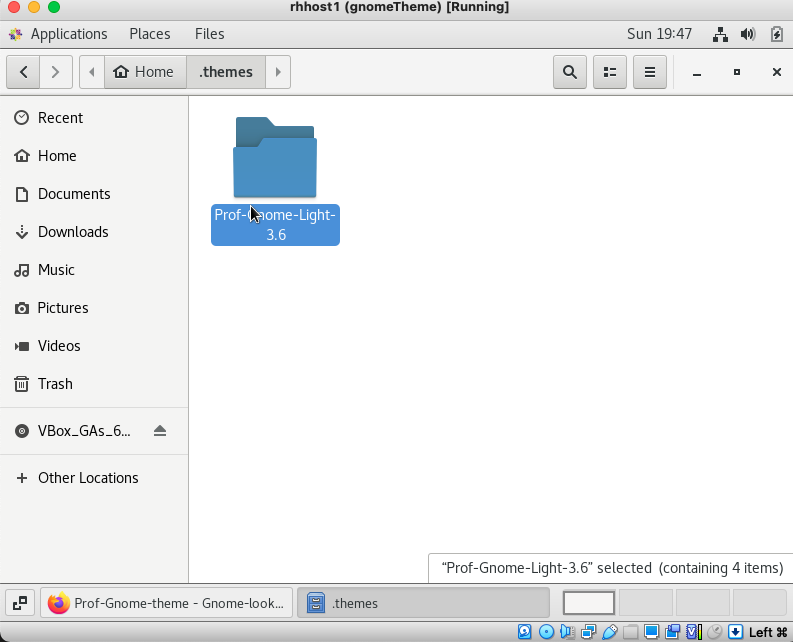 rhhost1 (gnomeTheme) [Running]
Applications Places Files Sun 19:47
Home .themes
Recent
Home
Documents
Downloads
Music
Pictures
Videos
Trash
VBox_GAs_6...
Other Locations
Prof-Gnome-Light-
3.6
“Prof-Gnome-Light-3.6” selected (containing 4 items)
Prof-Gnome-theme - Gnome-look... .themes
Left ⌘